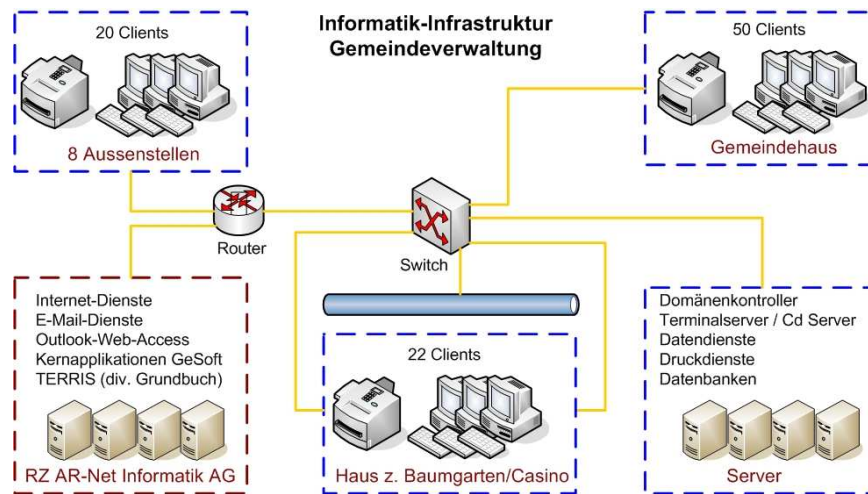 Informatik-Infrastruktur
Gemeindeverwaltung
20 Clients
8 Aussenstellen
50 Clients
Gemeindehaus
Router
Switch
Internet-Dienste
E-Mail-Dienste
Outlook-Web-Access
Kernapplikationen GeSoft
TERRIS (div. Grundbuch)
RZ AR-Net Informatik AG
22 Clients
Haus z. Baumgarten/Casino
Domänenkontroller
Terminalserver / Cd Server
Datendienste
Druckdienste
Datenbanken
Server